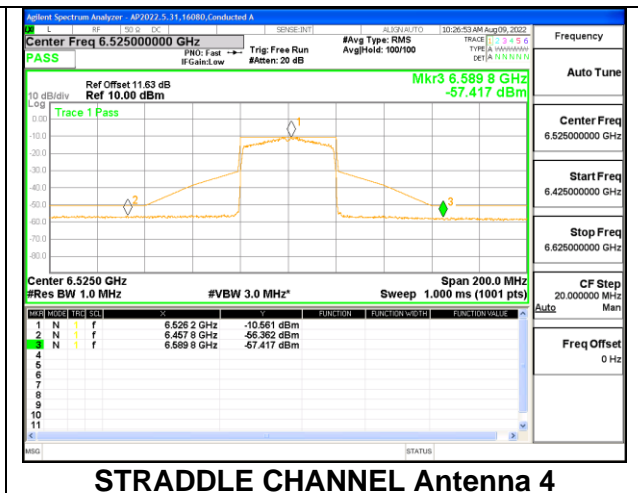 Agilent Spectrum Analyzer - AP2022.5.31,16080,Conducted A
L RF 50 Ω DC SENSE:INT ALIGN AUTO 10:26:53 AM Aug 09, 2022
Center Freq 6.525000000 GHz
PASS
PNO: Fast
IFGain:Low
Trig: Free Run
#Atten: 20 dB
#Avg Type: RMS
Avg|Hold: 100/100
TRACE 1 2 3 4 5 6
TYPE A WWWWW
DET A N N N N N
Frequency
Auto Tune
Center Freq
6.525000000 GHz
Start Freq
6.425000000 GHz
Stop Freq
6.625000000 GHz
CF Step
20.000000 MHz
Auto Man
Freq Offset
0 Hz
Ref Offset 11.63 dB
Ref 10.00 dBm
10 dB/div
Log
Mkr3 6.589 8 GHz
-57.417 dBm
Trace 1 Pass
0.00
-10.0
-20.0
-30.0
-40.0
-50.0
-60.0
-70.0
-80.0
1
2
3
Center 6.5250 GHz
#Res BW 1.0 MHz
#VBW 3.0 MHz*
Span 200.0 MHz
Sweep 1.000 ms (1001 pts)
MKR MODE TRC SCL X Y FUNCTION FUNCTION WIDTH FUNCTION VALUE
1 N 1 f 6.526 2 GHz -10.561 dBm
2 N 1 f 6.457 8 GHz -56.362 dBm
3 N 1 f 6.589 8 GHz -57.417 dBm
4
5
6
7
8
9
10
11
MSG STATUS
STRADDLE CHANNEL Antenna 4